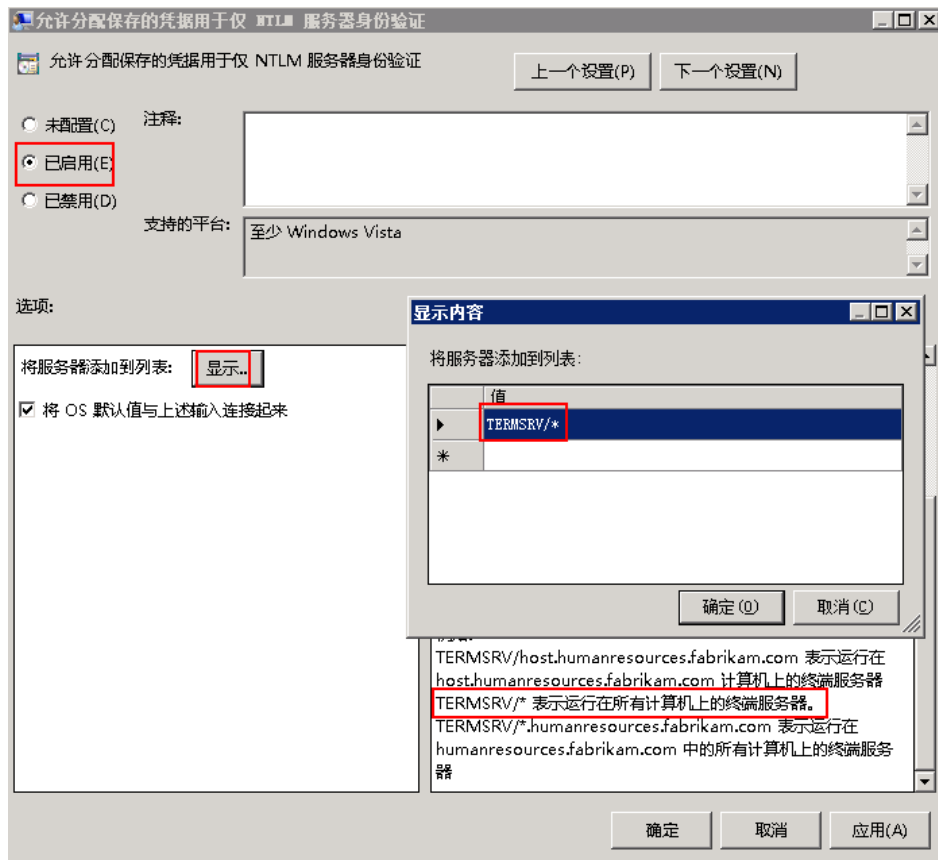 允许分配保存的凭据用于仅 NTLM 服务器身份验证
允许分配保存的凭据用于仅 NTLM 服务器身份验证
上一个设置(P)
下一个设置(N)
未配置(C)
注释:
已启用(E)
已禁用(D)
支持的平台:
至少 Windows Vista
选项:
显示内容
将服务器添加到列表:
显示..
将 OS 默认值与上述输入连接起来
将服务器添加到列表:
值
TERMSRV/*
确定(O)
取消(C)
TERMSRV/host.humanresources.fabrikam.com 表示运行在
host.humanresources.fabrikam.com 计算机上的终端服务器
TERMSRV/* 表示运行在所有计算机上的终端服务器。
TERMSRV/*.humanresources.fabrikam.com 表示运行在
humanresources.fabrikam.com 中的所有计算机上的终端服务
器
确定
取消
应用(A)